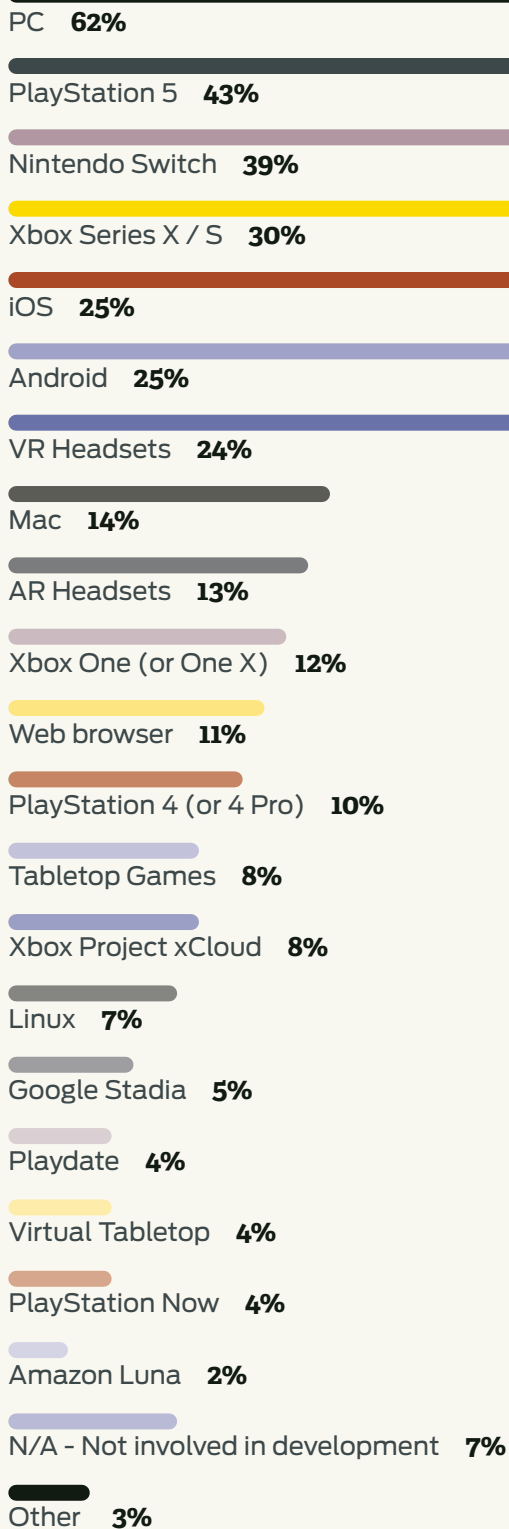 PC 62%
PlayStation 5 43%
Nintendo Switch 39%
Xbox Series X / S 30%
iOS 25%
Android 25%
VR Headsets 24%
Mac 14%
AR Headsets 13%
Xbox One (or One X) 12%
Web browser 11%
PlayStation 4 (or 4 Pro) 10%
Tabletop Games 8%
Xbox Project xCloud 8%
Linux 7%
Google Stadia 5%
Playdate 4%
Virtual Tabletop 4%
PlayStation Now 4%
Amazon Luna 2%
N/A - Not involved in development 7%
Other 3%